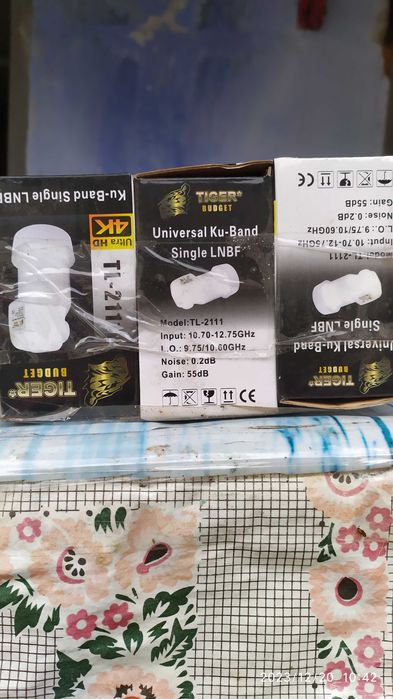 Ku-Band Single LNBF
Ultra HD
4K
TL-211
TIGER®
BUDGET
TIGER®
BUDGET
Universal Ku-Band
Single LNBF
Model:TL-2111
Input: 10.70-12.75GHz
L.O.: 9.75/10.60GHz
Noise: 0.2dB
Gain: 55dB
CE
CE
Gain: 55dB
Noise: 0.2dB
L.O.: 9.75/10.60GHz
Input: 10.70-12.75GHz
Model:TL-2111
Single LNBF
Universal Ku-Band
TIGER®
BUDGET
2023/12/20 10:42